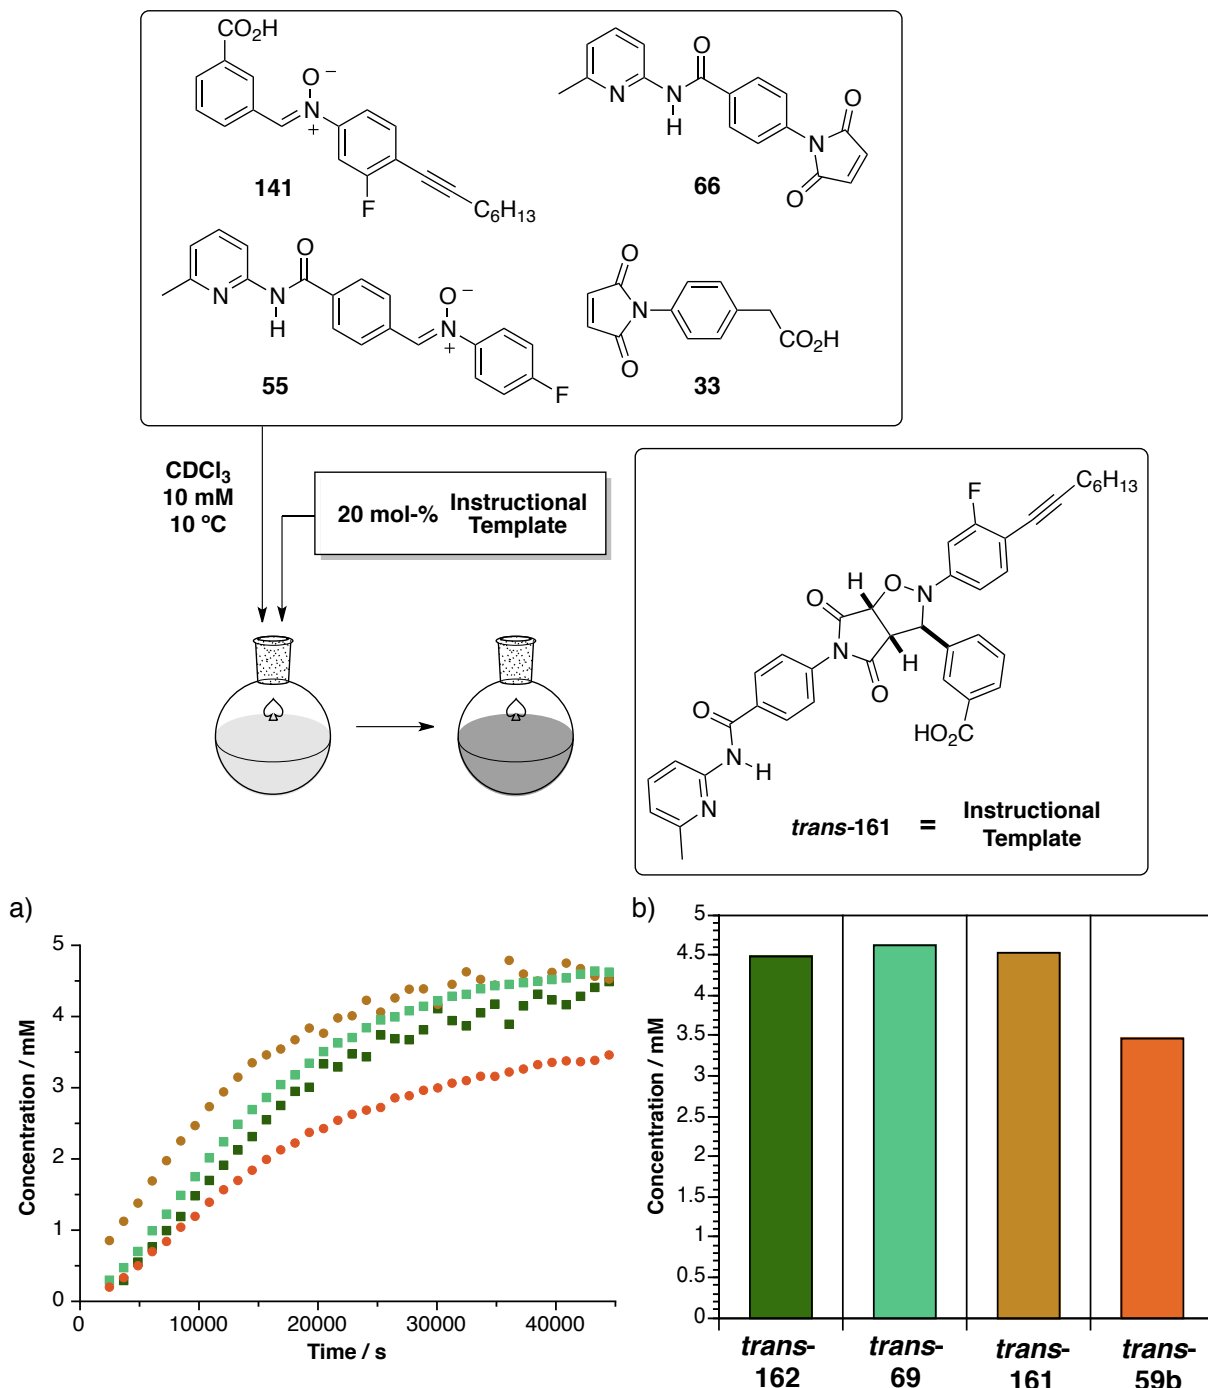 CO₂H
O⁻
N
+
F
C₆H₁₃
141
N
N
H
O
O
N
O
66
N
N
H
O
O⁻
N
+
F
55
O
N
O
CO₂H
33
CDCl₃
10 mM
10 ºC
20 mol-% Instructional
Template
C₆H₁₃
F
H
O
N
O
N
H
O
O
HO₂C
N
H
N
trans-161 = Instructional
Template
a)
Concentration / mM
5
4
3
2
1
0
0 10000 20000 30000 40000
Time / s
b)
Concentration / mM
5
4.5
4
3.5
3
2.5
2
1.5
1
0.5
0
trans-
162
trans-
69
trans-
161
trans-
59b